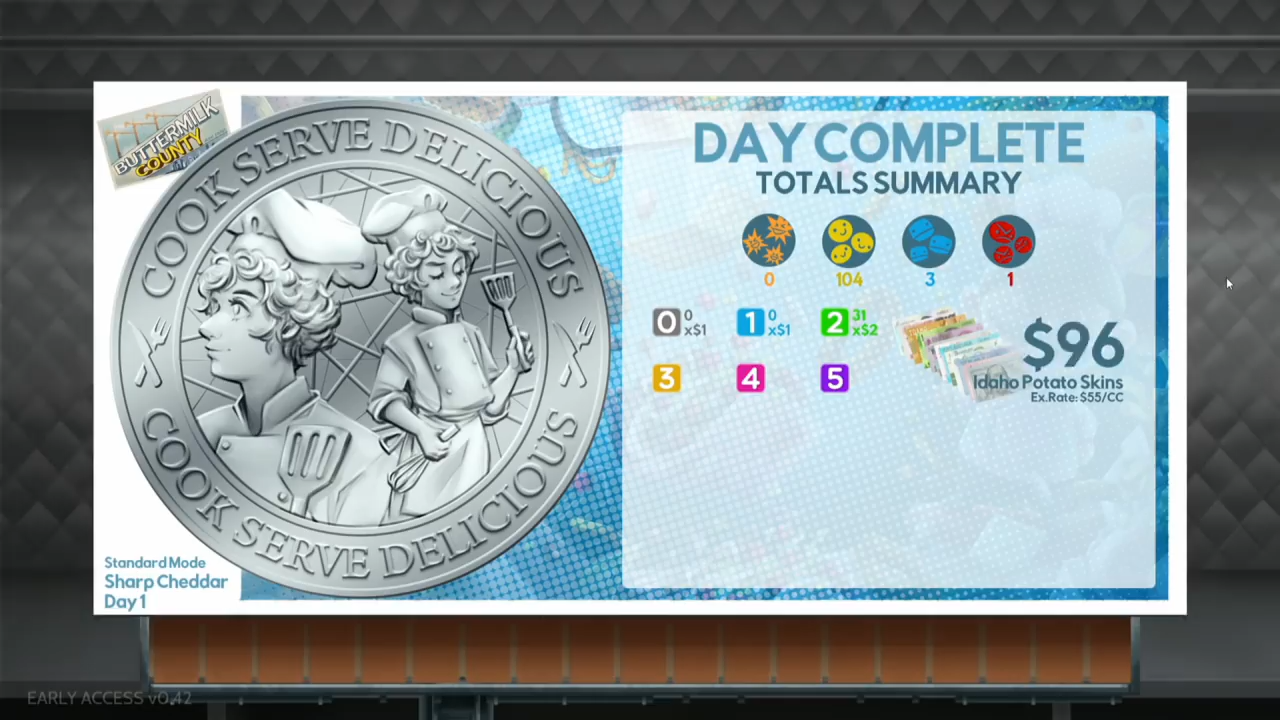 BUTTERMILK
COUNTY
COOK SERVE DELICIOUS
COOK SERVE DELICIOUS
Standard Mode
Sharp Cheddar
Day 1
DAY COMPLETE
TOTALS SUMMARY
0 104 3 1
0 0 x$1 1 0 x$1 2 31 x$2
3 4 5
$96
Idaho Potato Skins
Ex.Rate: $55/CC
EARLY ACCESS v0.42